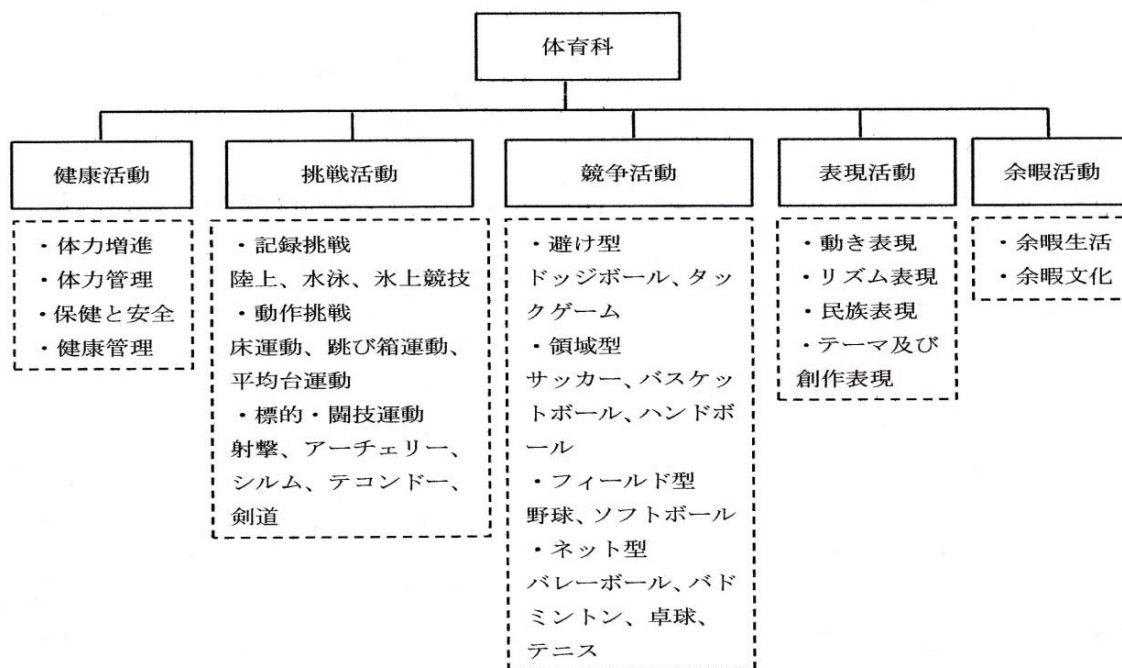 体育科
健康活動
・体力増進
・体力管理
・保健と安全
・健康管理
挑戦活動
・記録挑戦
陸上、水泳、氷上競技
・動作挑戦
床運動、跳び箱運動、
平均台運動
・標的・闘技運動
射撃、アーチェリー、
シルム、テコンドー、
剣道
競争活動
・避け型
ドッジボール、タッ
クゲーム
・領域型
サッカー、バスケッ
トボール、ハンドボ
ール
・フィールド型
野球、ソフトボール
・ネット型
バレーボール、バド
ミントン、卓球、
テニス
表現活動
・動き表現
・リズム表現
・民族表現
・テーマ及び
創作表現
余暇活動
・余暇生活
・余暇文化